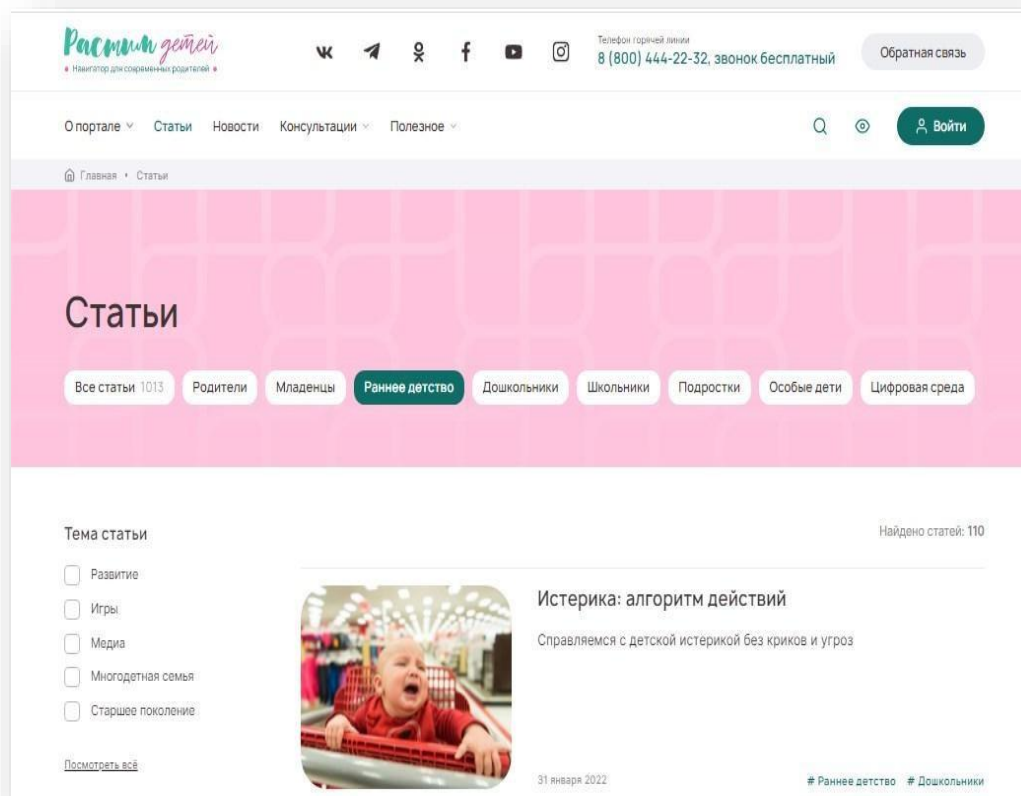 Растим детей
Навигатор для современных родителей
Телефон горячей линии
8 (800) 444-22-32, звонок бесплатный
Обратная связь
О портале
Статьи
Новости
Консультации
Полезное
Войти
Главная • Статьи
Статьи
Все статьи 1013
Родители
Младенцы
Раннее детство
Дошкольники
Школьники
Подростки
Особые дети
Цифровая среда
Тема статьи
Найдено статей: 110
Развитие
Игры
Медиа
Многодетная семья
Старшее поколение
Посмотреть всё
Истерика: алгоритм действий
Справляемся с детской истерикой без криков и угроз
31 января 2022
# Раннее детство # Дошкольники